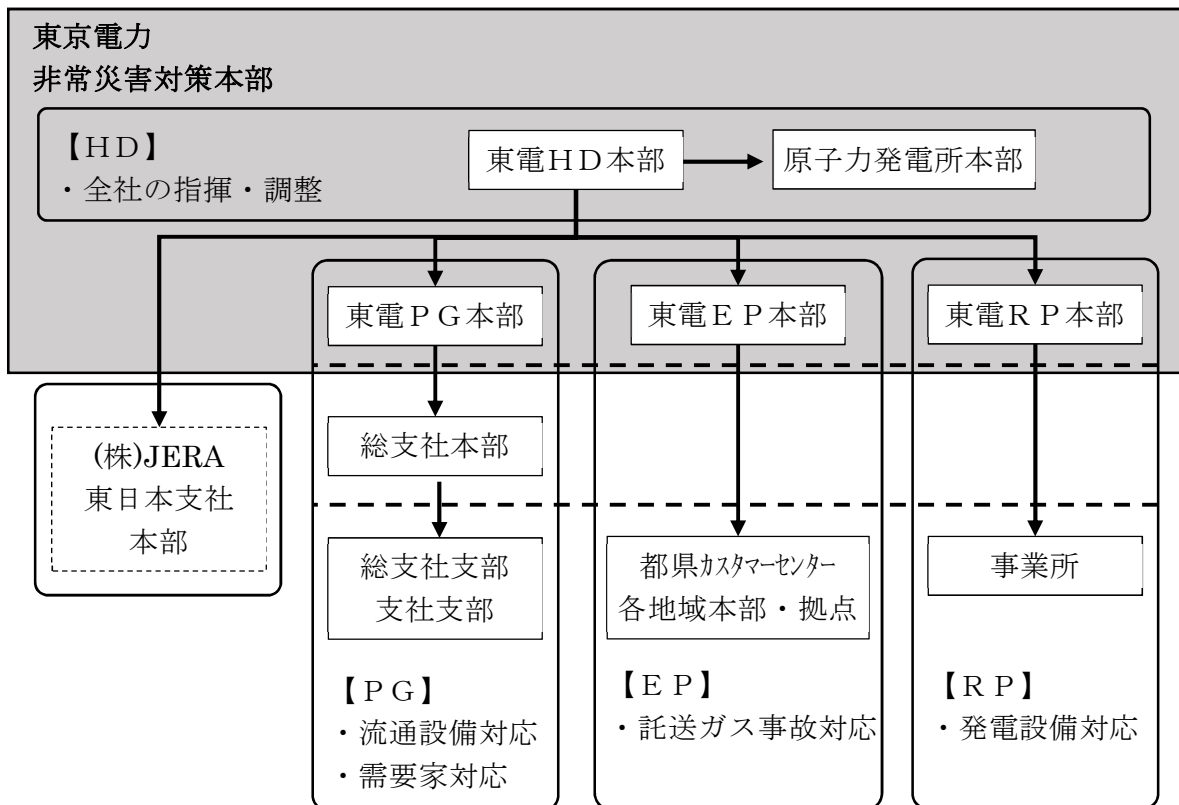 東京電力
非常災害対策本部
【ＨＤ】
・全社の指揮・調整
東電ＨＤ本部
原子力発電所本部
東電ＰＧ本部
東電ＥＰ本部
東電ＲＰ本部
(株)JERA
東日本支社
本部
総支社本部
総支社支部
支社支部
都県ｶｽﾀﾏｰｾﾝﾀｰ
各地域本部・拠点
事業所
【ＰＧ】
・流通設備対応
・需要家対応
【ＥＰ】
・託送ガス事故対応
【ＲＰ】
・発電設備対応